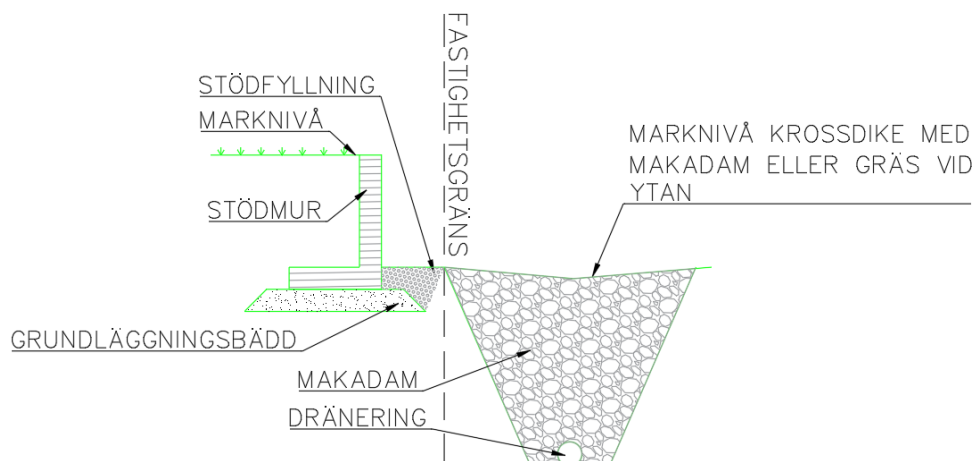 FASTIGHETSGRÄNS
STÖDFYLLNING
MARKNIVÅ
STÖDMUR
MARKNIVÅ KROSSDIKE MED
MAKADAM ELLER GRÄS VID
YTAN
GRUNDLÄGGNINGSBÄDD
MAKADAM
DRÄNERING